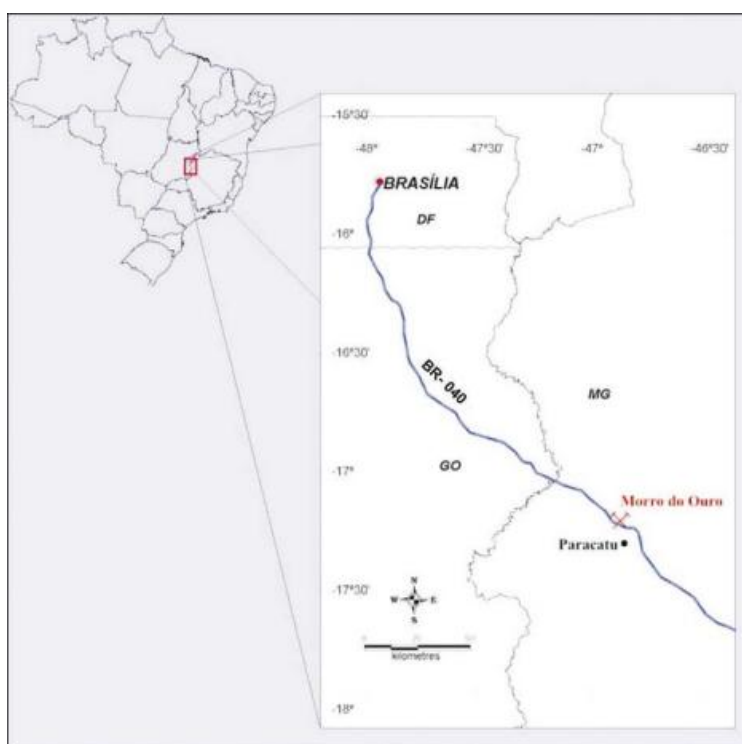 -15°30'
-48°
-47°30'
-47°
-46°30'
BRASÍLIA
DF
-16°
-16°30'
BR- 040
MG
GO
-17°
Morro do Ouro
Paracatu
-17°30'
N
W
E
S
kilometres
-18°